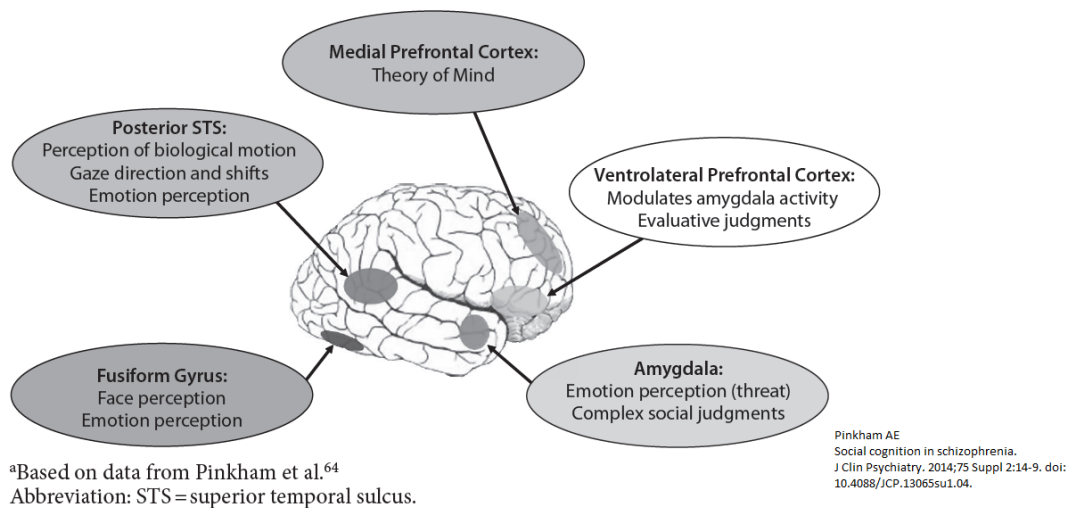 Medial Prefrontal Cortex:
Theory of Mind
Posterior STS:
Perception of biological motion
Gaze direction and shifts
Emotion perception
Ventrolateral Prefrontal Cortex:
Modulates amygdala activity
Evaluative judgments
Fusiform Gyrus:
Face perception
Emotion perception
Amygdala:
Emotion perception (threat)
Complex social judgments
Pinkham AE
Social cognition in schizophrenia.
J Clin Psychiatry. 2014;75 Suppl 2:14-9. doi:
10.4088/JCP.13065su1.04.
ᵃBased on data from Pinkham et al.⁶⁴
Abbreviation: STS = superior temporal sulcus.